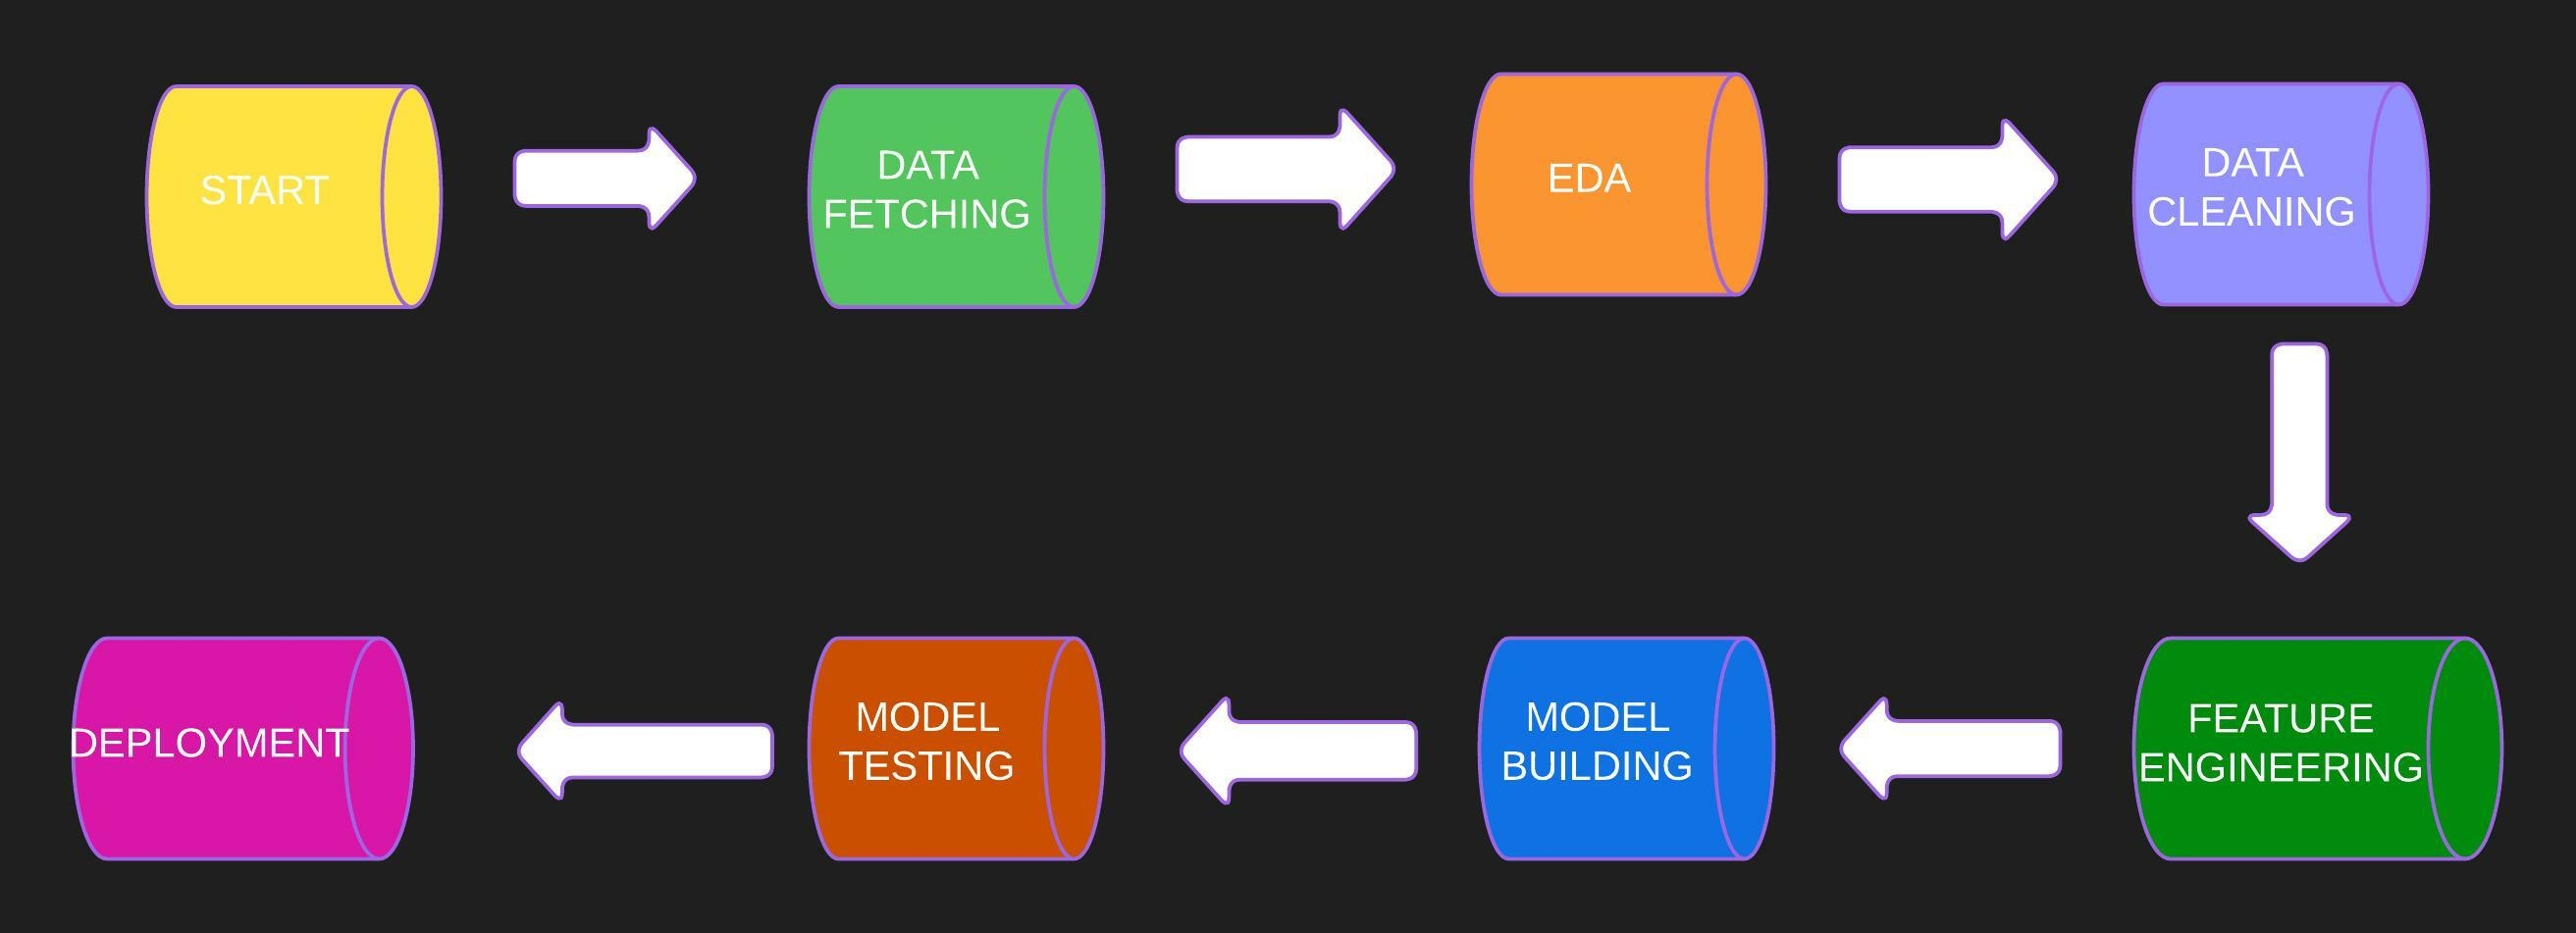 START
DATA
FETCHING
EDA
DATA
CLEANING
FEATURE
ENGINEERING
MODEL
BUILDING
MODEL
TESTING
DEPLOYMENT